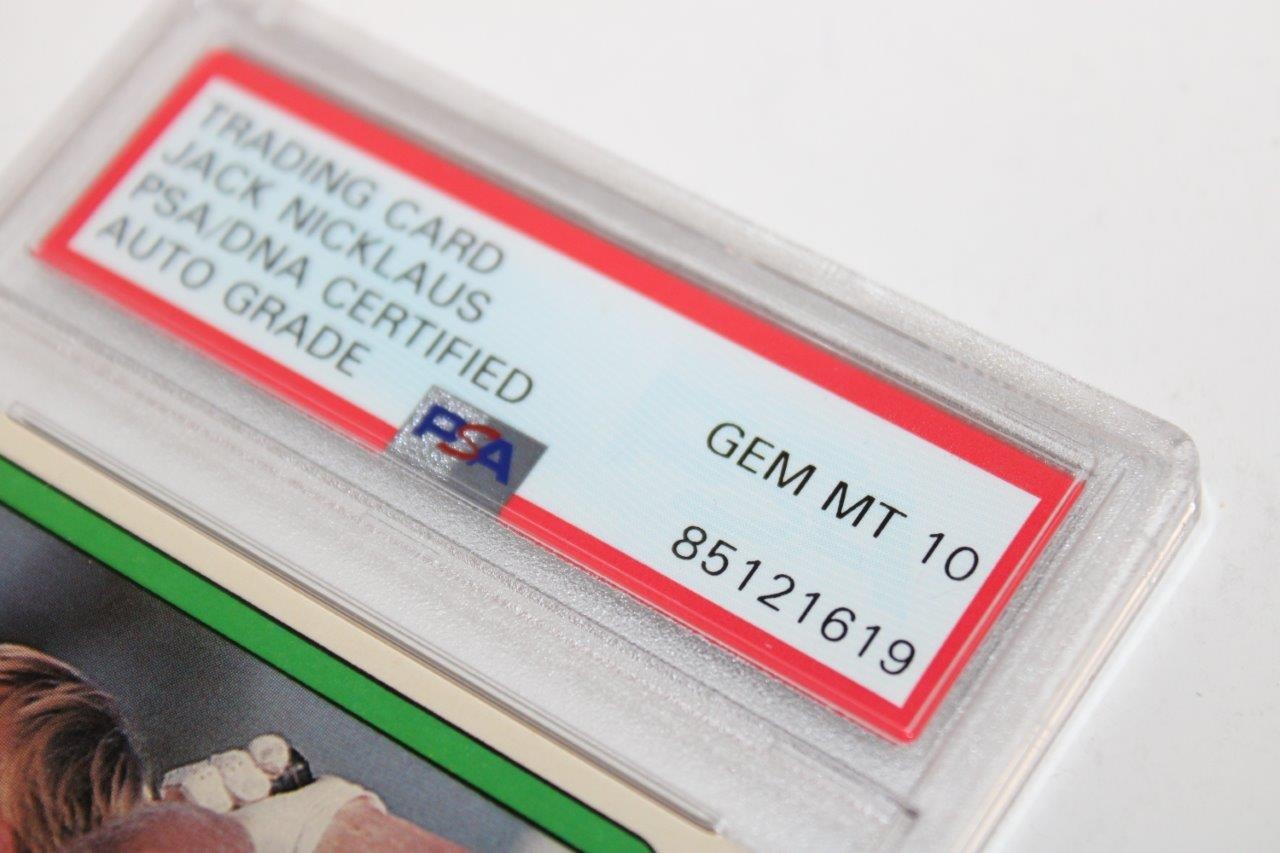 TRADING CARD
JACK NICKLAUS
PSA/DNA CERTIFIED
AUTO GRADE
PSA
GEM MT 10
85121619